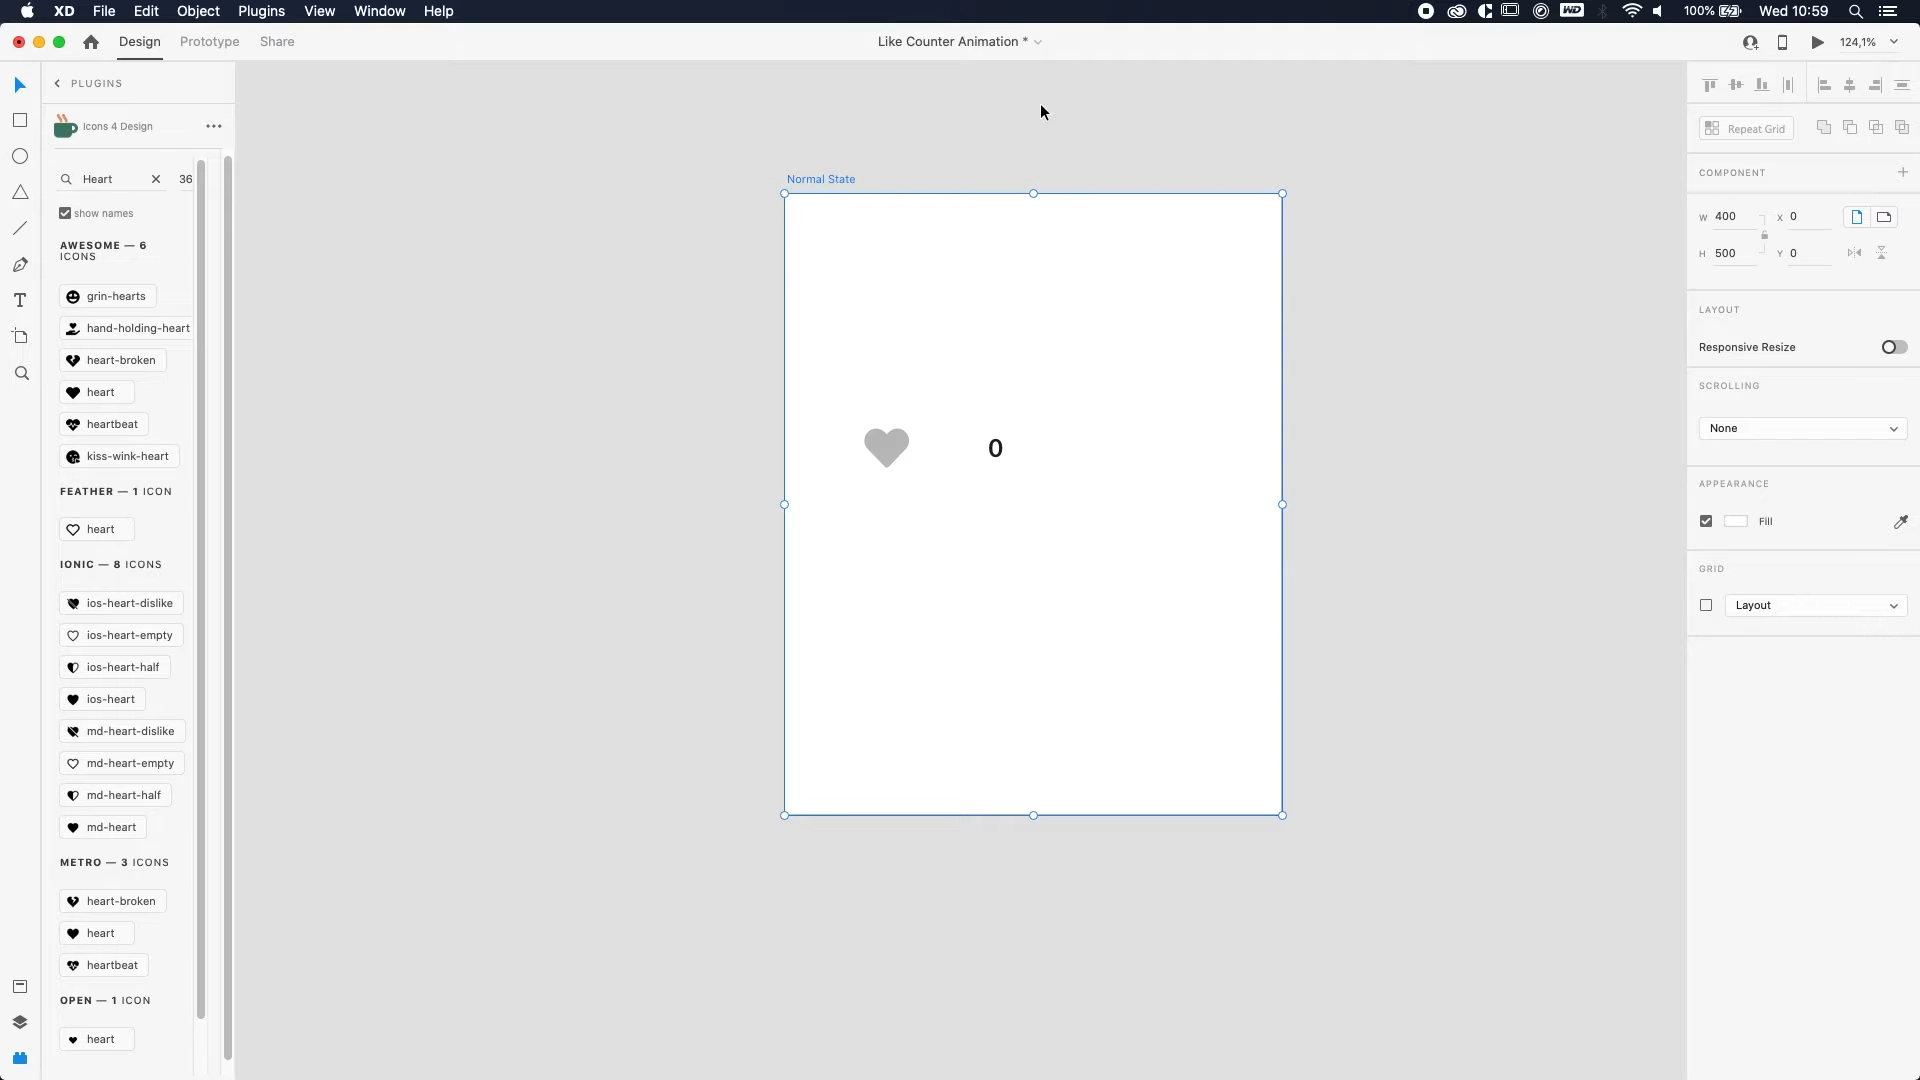 XD File Edit Object Plugins View Window Help
100% Wed 10:59
Design Prototype Share
Like Counter Animation *
124,1%
PLUGINS
Icons 4 Design
Heart 36
show names
AWESOME — 6
ICONS
grin-hearts
hand-holding-heart
heart-broken
heart
heartbeat
kiss-wink-heart
FEATHER — 1 ICON
heart
IONIC — 8 ICONS
ios-heart-dislike
ios-heart-empty
ios-heart-half
ios-heart
md-heart-dislike
md-heart-empty
md-heart-half
md-heart
METRO — 3 ICONS
heart-broken
heart
heartbeat
OPEN — 1 ICON
heart
Normal State
0
Repeat Grid
COMPONENT
W 400 X 0
H 500 Y 0
LAYOUT
Responsive Resize
SCROLLING
None
APPEARANCE
Fill
GRID
Layout